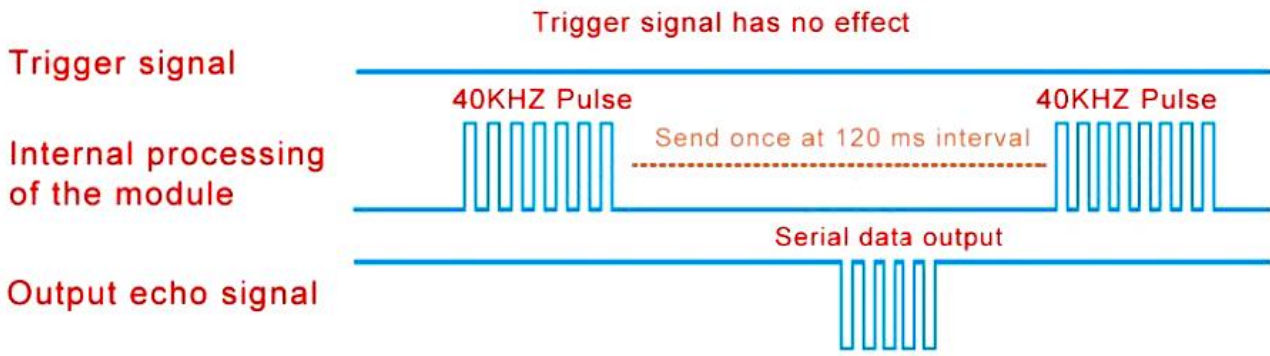 Trigger signal has no effect
Trigger signal
40KHZ Pulse
40KHZ Pulse
Send once at 120 ms interval
Internal processing
of the module
Serial data output
Output echo signal